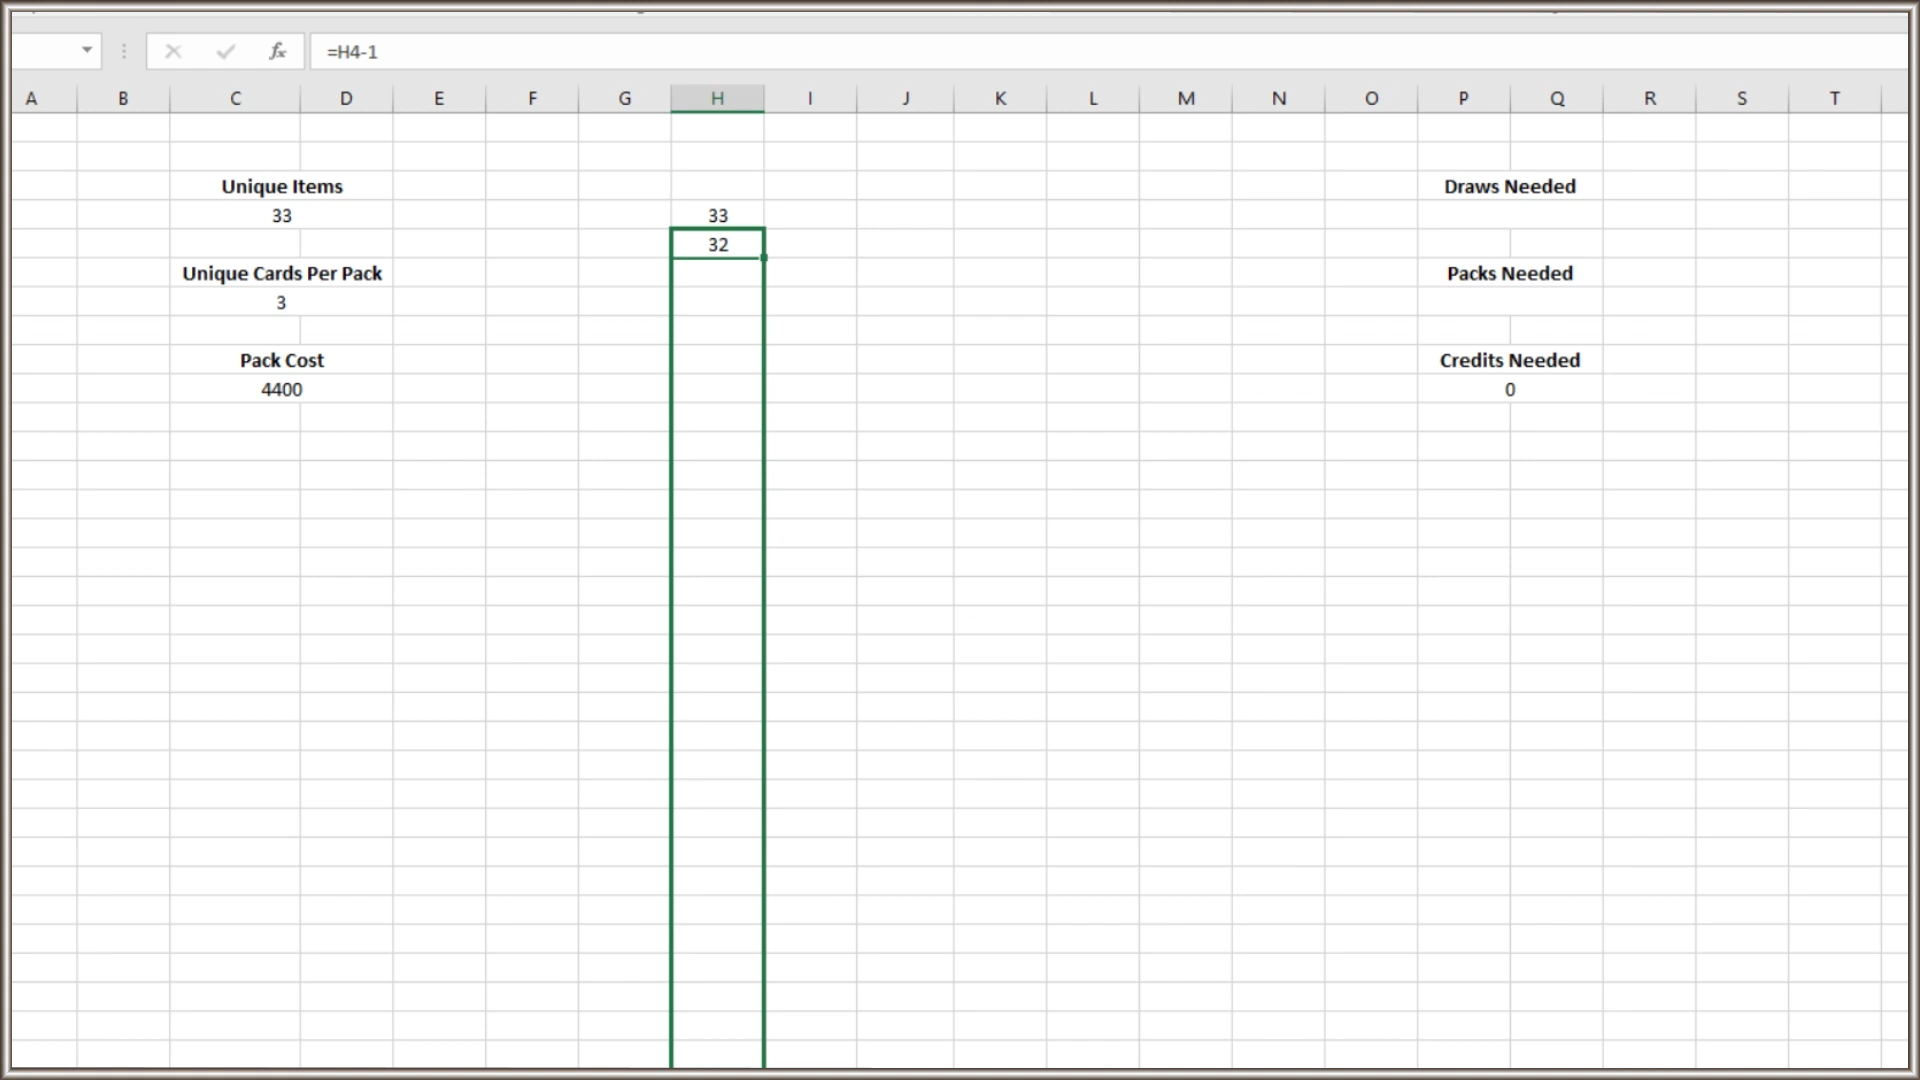 =H4-1
A B C D E F G H I J K L M N O P Q R S T
Unique Items Draws Needed
33 33
32
Unique Cards Per Pack Packs Needed
3
Pack Cost Credits Needed
4400 0